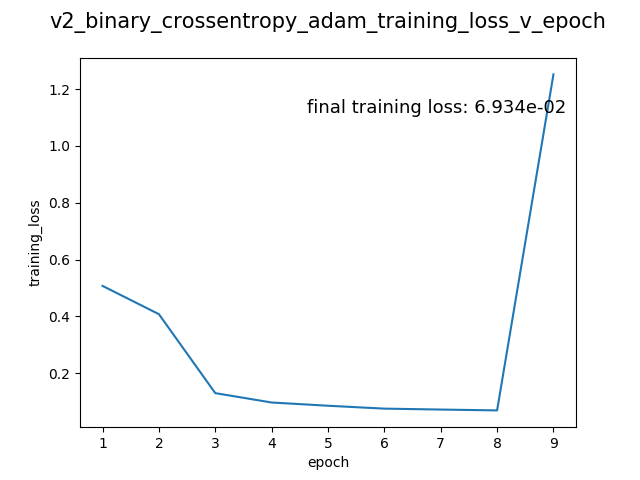 v2_binary_crossentropy_adam_training_loss_v_epoch
final training loss: 6.934e-02
1.2
1.0
0.8
0.6
0.4
0.2
training_loss
1 2 3 4 5 6 7 8 9
epoch